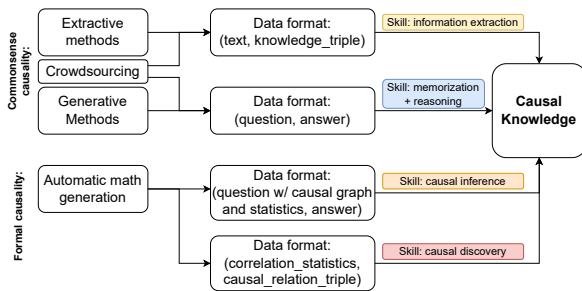 Commonsense
causality:
Extractive
methods
Crowdsourcing
Generative
Methods
Data format:
(text, knowledge_triple)
Data format:
(question, answer)
Skill: information extraction
Skill: memorization
+ reasoning
Causal
Knowledge
Formal causality:
Automatic math
generation
Data format:
(question w/ causal graph
and statistics, answer)
Data format:
(correlation_statistics,
causal_relation_triple)
Skill: causal inference
Skill: causal discovery